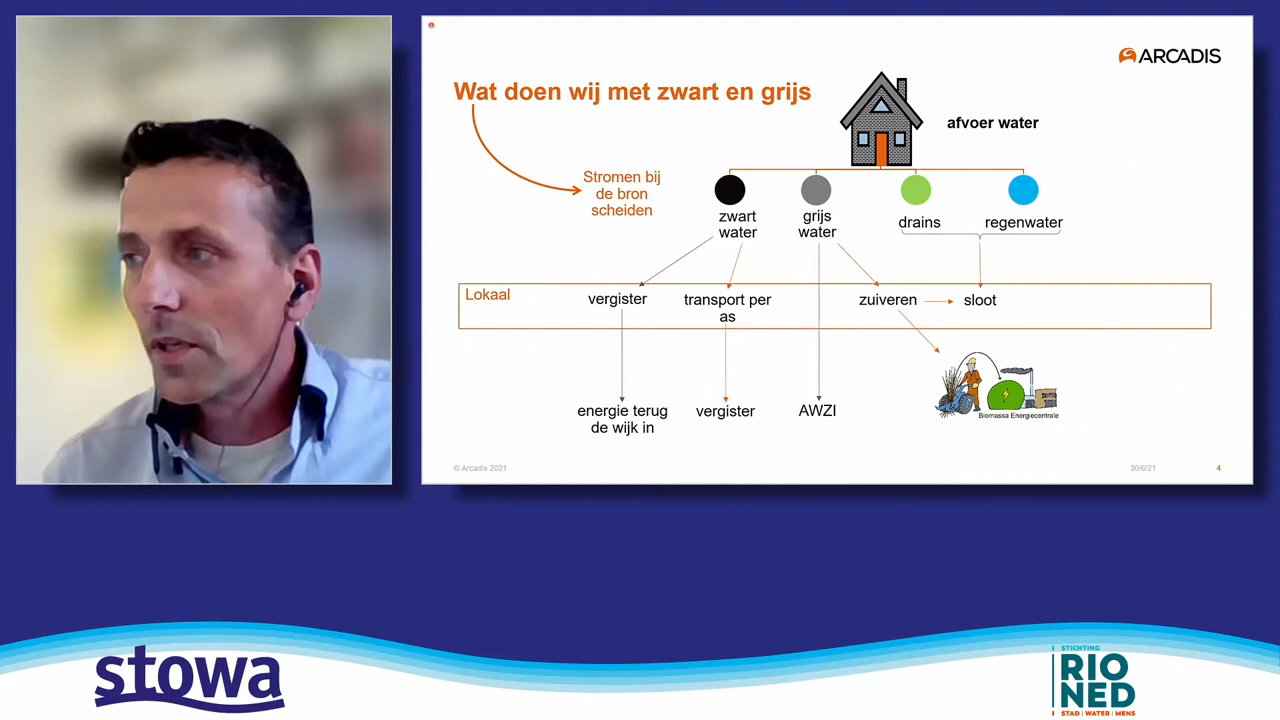 ARCADIS
Wat doen wij met zwart en grijs
afvoer water
Stromen bij
de bron
scheiden
zwart
water
grijs
water
drains
regenwater
Lokaal
vergister
transport per
as
zuiveren
sloot
energie terug
de wijk in
vergister
AWZI
Biomassa Energiecentrale
© Arcadis 2021
30/6/21
4
stowa
STICHTING
RIO
NED
STAD | WATER | MENS